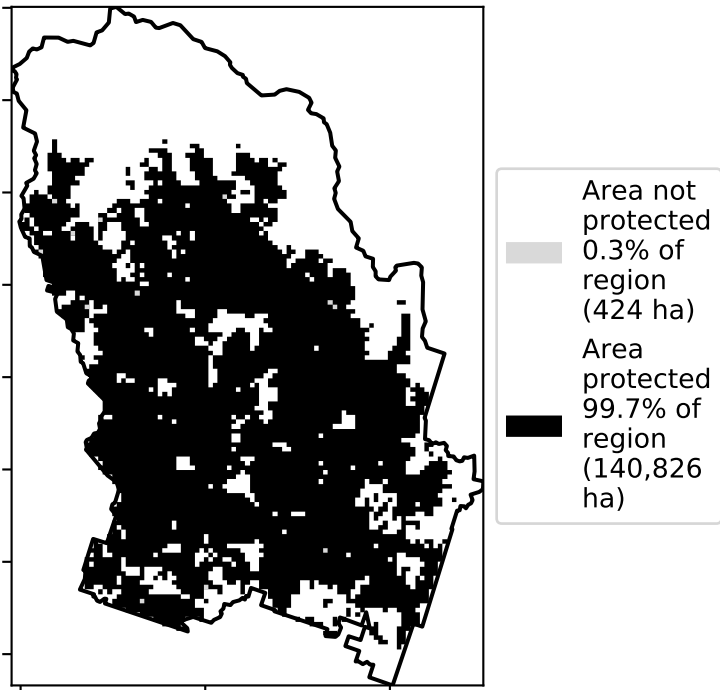 Area not
protected
0.3% of
region
(424 ha)
Area
protected
99.7% of
region
(140,826
ha)